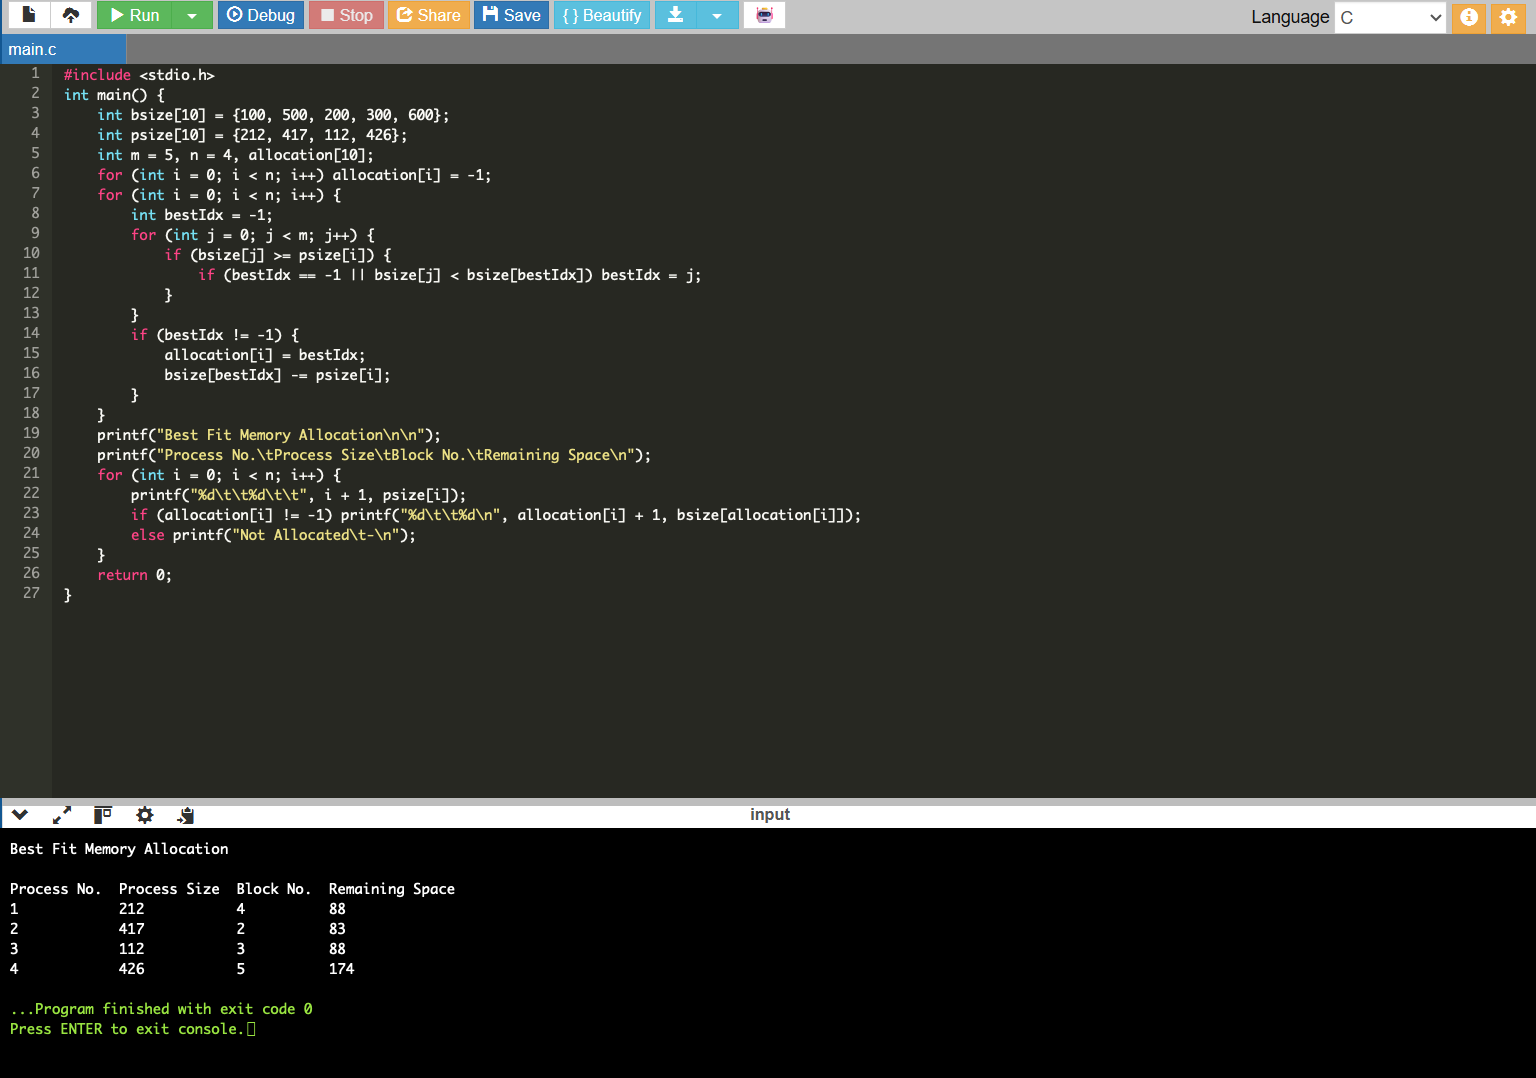 Run Debug Stop Share Save { } Beautify Language C
main.c
1 #include <stdio.h>
2 int main() {
3     int bsize[10] = {100, 500, 200, 300, 600};
4     int psize[10] = {212, 417, 112, 426};
5     int m = 5, n = 4, allocation[10];
6     for (int i = 0; i < n; i++) allocation[i] = -1;
7     for (int i = 0; i < n; i++) {
8         int bestIdx = -1;
9         for (int j = 0; j < m; j++) {
10             if (bsize[j] >= psize[i]) {
11                 if (bestIdx == -1 || bsize[j] < bsize[bestIdx]) bestIdx = j;
12             }
13         }
14         if (bestIdx != -1) {
15             allocation[i] = bestIdx;
16             bsize[bestIdx] -= psize[i];
17         }
18     }
19     printf("Best Fit Memory Allocation\n\n");
20     printf("Process No.\tProcess Size\tBlock No.\tRemaining Space\n");
21     for (int i = 0; i < n; i++) {
22         printf("%d\t\t%d\t\t", i + 1, psize[i]);
23         if (allocation[i] != -1) printf("%d\t\t%d\n", allocation[i] + 1, bsize[allocation[i]]);
24         else printf("Not Allocated\t-\n");
25     }
26     return 0;
27 }
input
Best Fit Memory Allocation
Process No.  Process Size  Block No.  Remaining Space
1 212 4 88
2 417 2 83
3 112 3 88
4 426 5 174
...Program finished with exit code 0
Press ENTER to exit console.